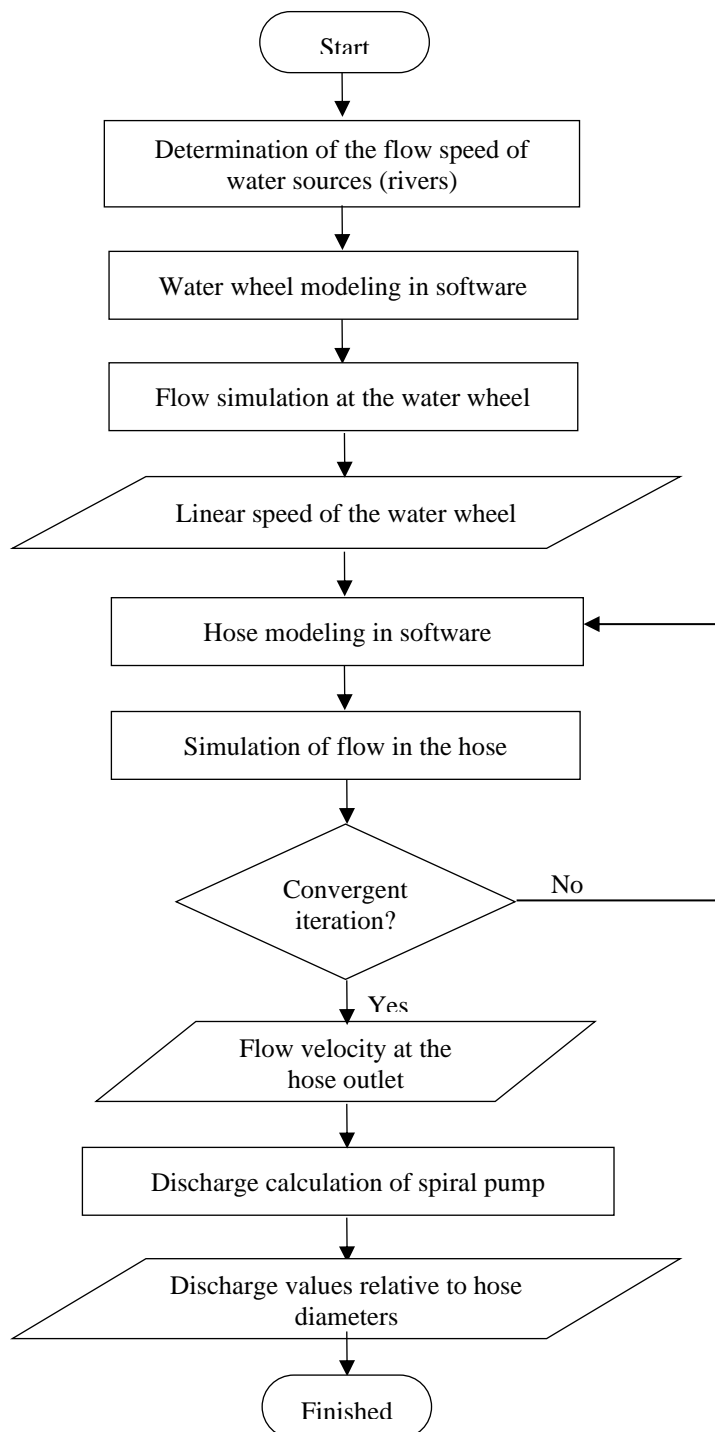 Start
Determination of the flow speed of
water sources (rivers)
Water wheel modeling in software
Flow simulation at the water wheel
Linear speed of the water wheel
Hose modeling in software
Simulation of flow in the hose
Convergent
iteration?
No
Yes
Flow velocity at the
hose outlet
Discharge calculation of spiral pump
Discharge values relative to hose
diameters
Finished